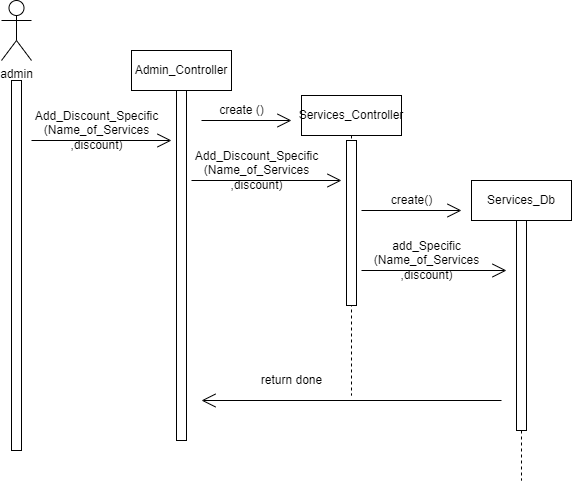 admin
Admin_Controller
Add_Discount_Specific
(Name_of_Services
,discount)
create ()
Services_Controller
Add_Discount_Specific
(Name_of_Services
,discount)
create()
Services_Db
add_Specific
(Name_of_Services
,discount)
return done